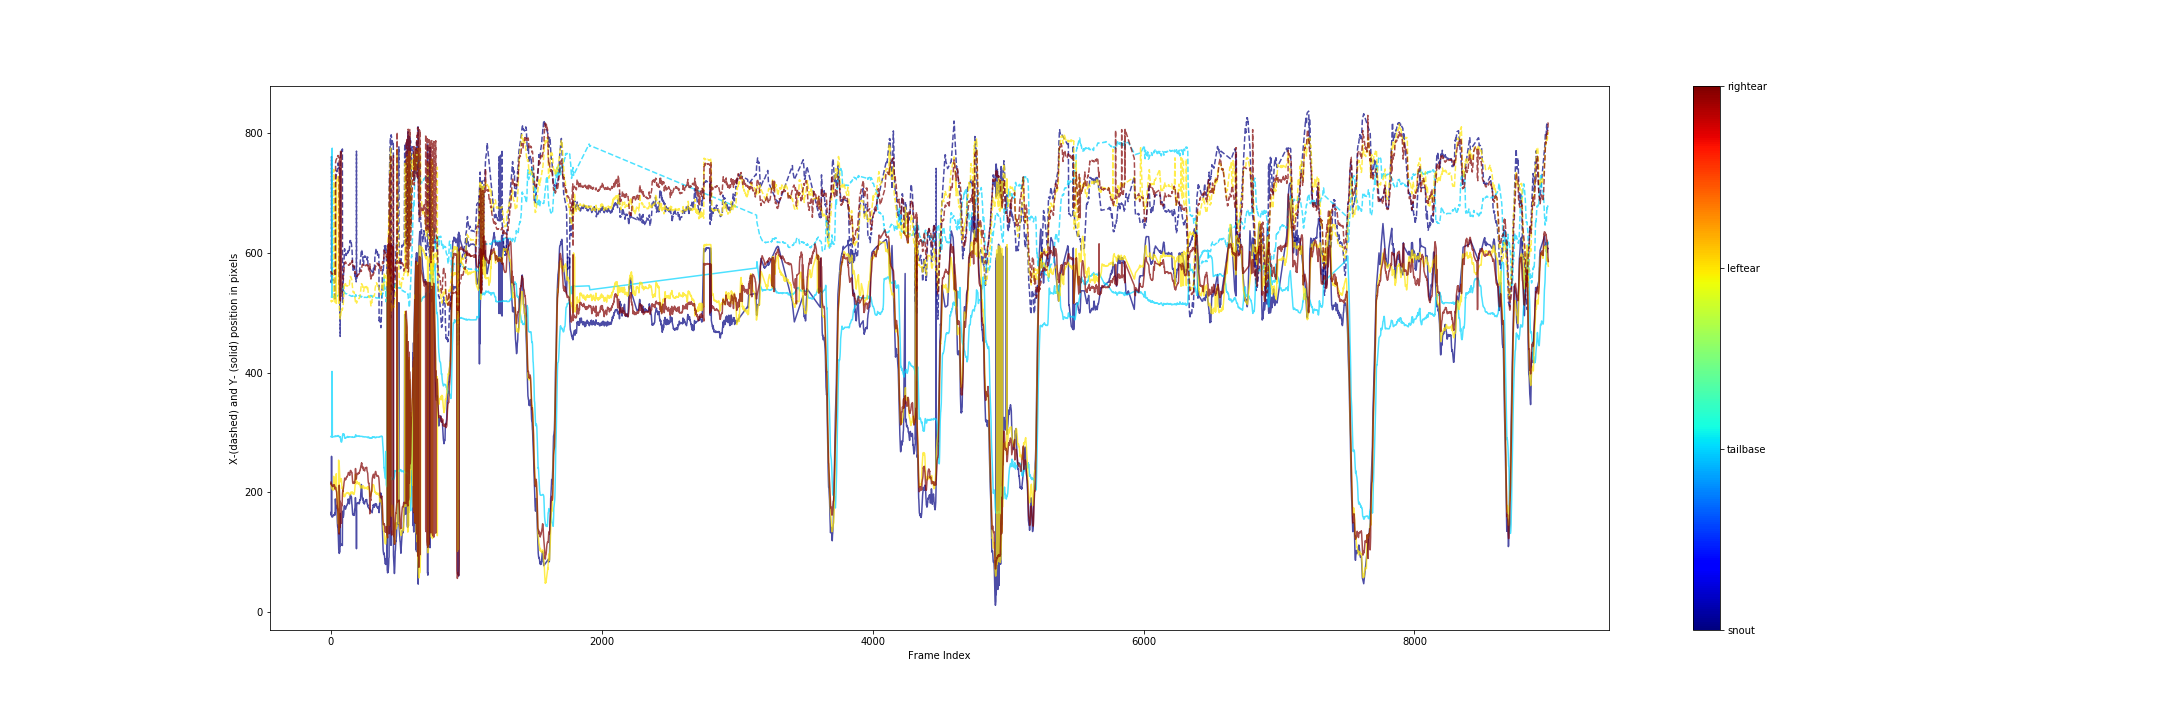 800
600
400
200
0
0 2000 4000 6000 8000
Frame Index
X-(dashed) and Y- (solid) position in pixels
rightear
leftear
tailbase
snout